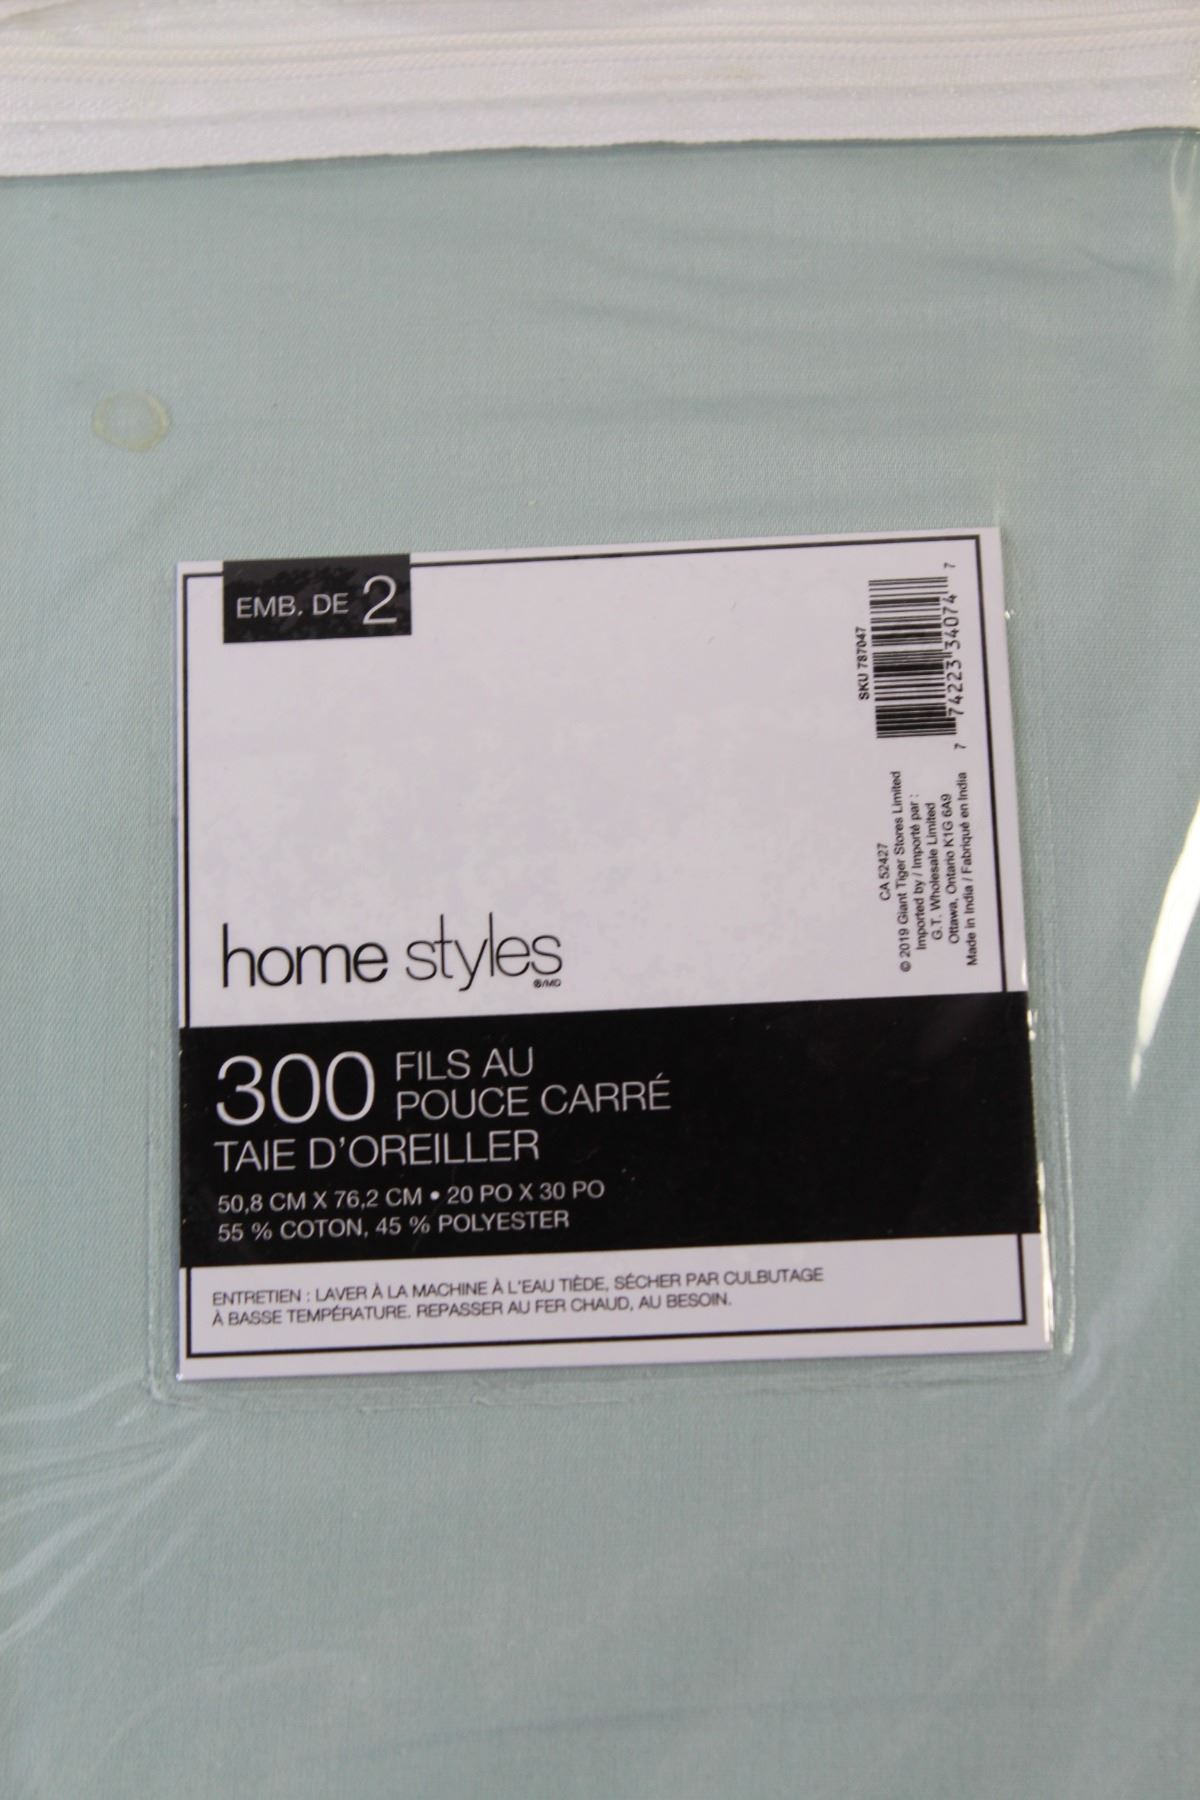 EMB. DE 2
SKU 787047
7 74223 34074 7
CA 52427
© 2019 Giant Tiger Stores Limited
Imported by / Importé par :
G.T. Wholesale Limited
Ottawa, Ontario K1G 6A9
Made in India / Fabriqué en India
home styles
®/MD
300 FILS AU
POUCE CARRÉ
TAIE D'OREILLER
50,8 CM X 76,2 CM • 20 PO X 30 PO
55 % COTON, 45 % POLYESTER
ENTRETIEN : LAVER À LA MACHINE À L'EAU TIÈDE, SÉCHER PAR CULBUTAGE
À BASSE TEMPÉRATURE. REPASSER AU FER CHAUD, AU BESOIN.